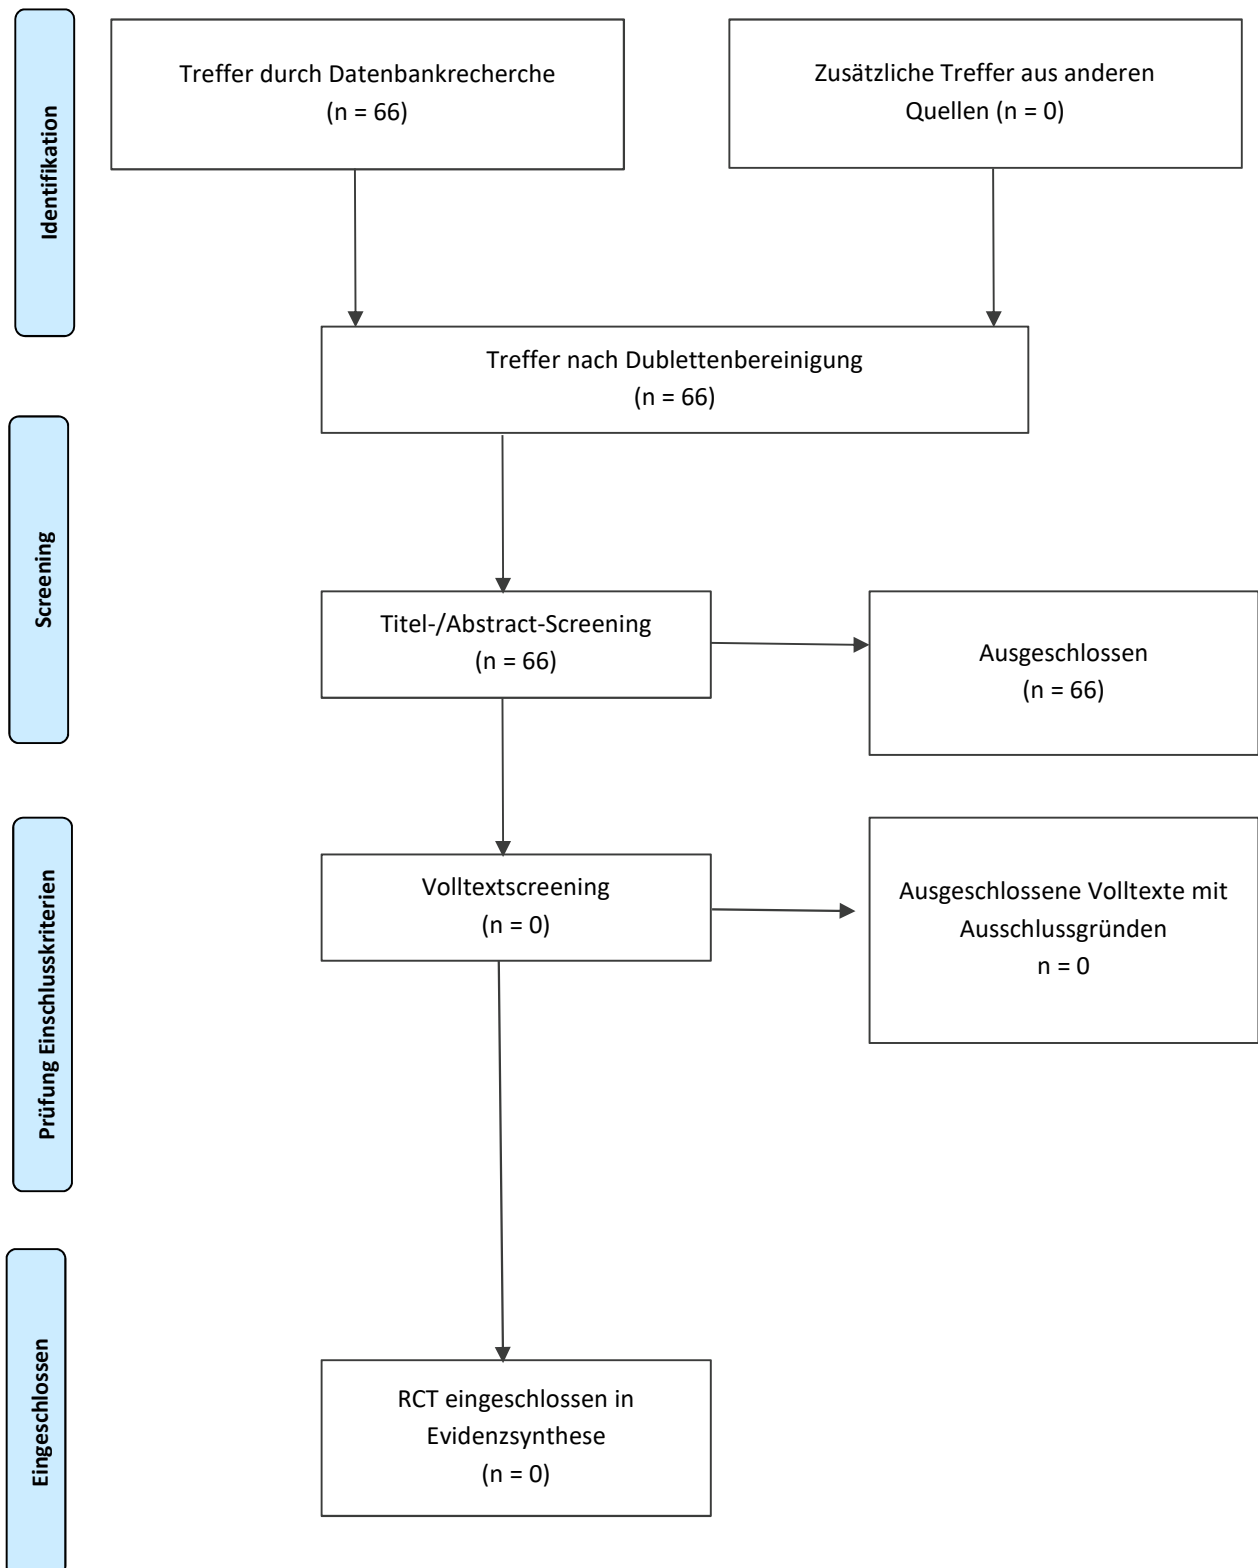 Identifikation
Treffer durch Datenbankrecherche
(n = 66)
Zusätzliche Treffer aus anderen
Quellen (n = 0)
Treffer nach Dublettenbereinigung
(n = 66)
Screening
Titel-/Abstract-Screening
(n = 66)
Ausgeschlossen
(n = 66)
Prüfung Einschlusskriterien
Volltextscreening
(n = 0)
Ausgeschlossene Volltexte mit
Ausschlussgründen
n = 0
Eingeschlossen
RCT eingeschlossen in
Evidenzsynthese
(n = 0)